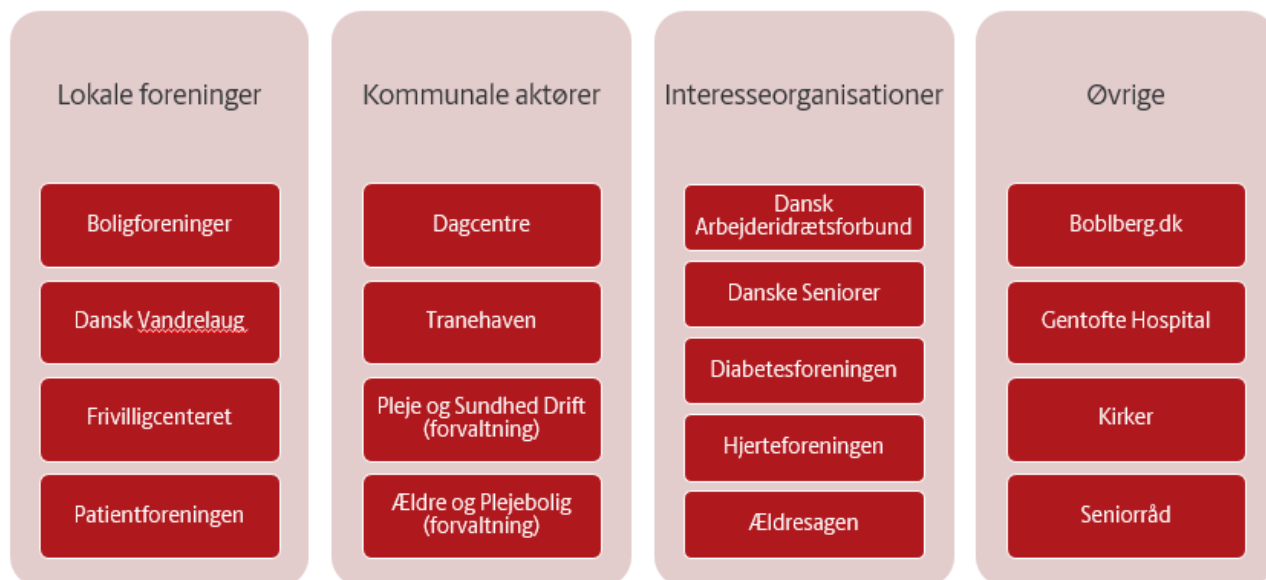 Lokale foreninger
Boligforeninger
Dansk Vandrelaug
Frivilligcenteret
Patientforeningen
Kommunale aktører
Dagcentre
Tranehaven
Pleje og Sundhed Drift
(forvaltning)
Ældre og Plejebolig
(forvaltning)
Interesseorganisationer
Dansk
Arbejderidrætsforbund
Danske Seniorer
Diabetesforeningen
Hjerteforeningen
Ældresagen
Øvrige
Boblberg.dk
Gentofte Hospital
Kirker
Seniorråd